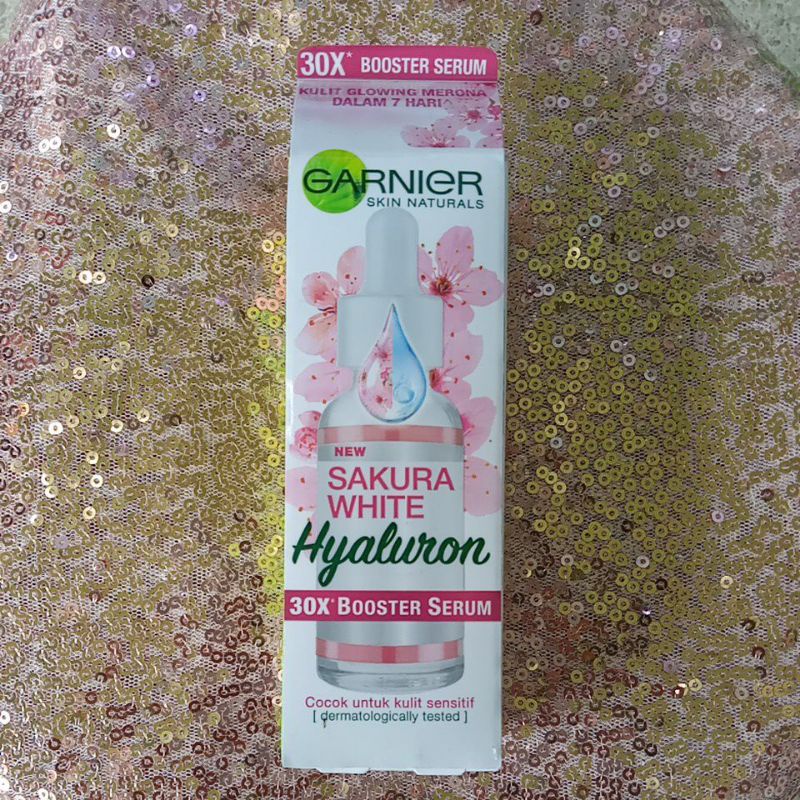 30X* BOOSTER SERUM
KULIT GLOWING MERONA
DALAM 7 HARI
GARNIER
SKIN NATURALS
NEW
SAKURA
WHITE
Hyaluron
30X* BOOSTER SERUM
Cocok untuk kulit sensitif
[ dermatologically tested ]